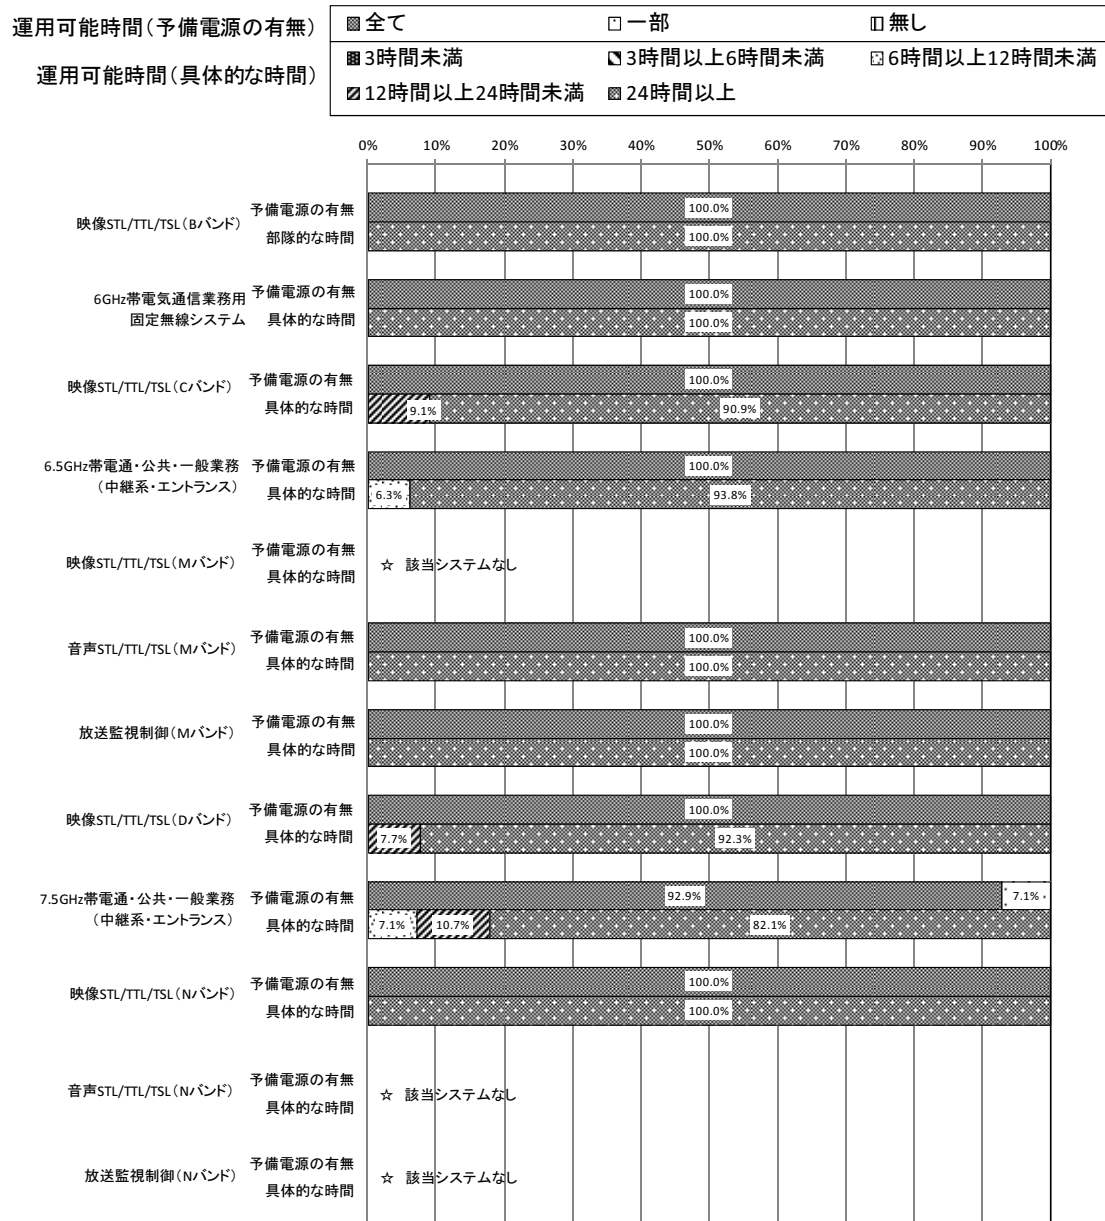 運用可能時間(予備電源の有無)
全て 一部 無し
運用可能時間(具体的な時間)
3時間未満 3時間以上6時間未満 6時間以上12時間未満
12時間以上24時間未満 24時間以上
0% 10% 20% 30% 40% 50% 60% 70% 80% 90% 100%
映像STL/TTL/TSL(Bバンド)
予備電源の有無 100.0%
部隊的な時間 100.0%
6GHz帯電気通信業務用
固定無線システム
予備電源の有無 100.0%
具体的な時間 100.0%
映像STL/TTL/TSL(Cバンド)
予備電源の有無 100.0%
具体的な時間 9.1% 90.9%
6.5GHz帯電通・公共・一般業務
(中継系・エントランス)
予備電源の有無 100.0%
具体的な時間 6.3% 93.8%
映像STL/TTL/TSL(Mバンド)
予備電源の有無
具体的な時間
☆ 該当システムなし
音声STL/TTL/TSL(Mバンド)
予備電源の有無 100.0%
具体的な時間 100.0%
放送監視制御(Mバンド)
予備電源の有無 100.0%
具体的な時間 100.0%
映像STL/TTL/TSL(Dバンド)
予備電源の有無 100.0%
具体的な時間 7.7% 92.3%
7.5GHz帯電通・公共・一般業務
(中継系・エントランス)
予備電源の有無 92.9% 7.1%
具体的な時間 7.1% 10.7% 82.1%
映像STL/TTL/TSL(Nバンド)
予備電源の有無 100.0%
具体的な時間 100.0%
音声STL/TTL/TSL(Nバンド)
予備電源の有無
具体的な時間
☆ 該当システムなし
放送監視制御(Nバンド)
予備電源の有無
具体的な時間
☆ 該当システムなし